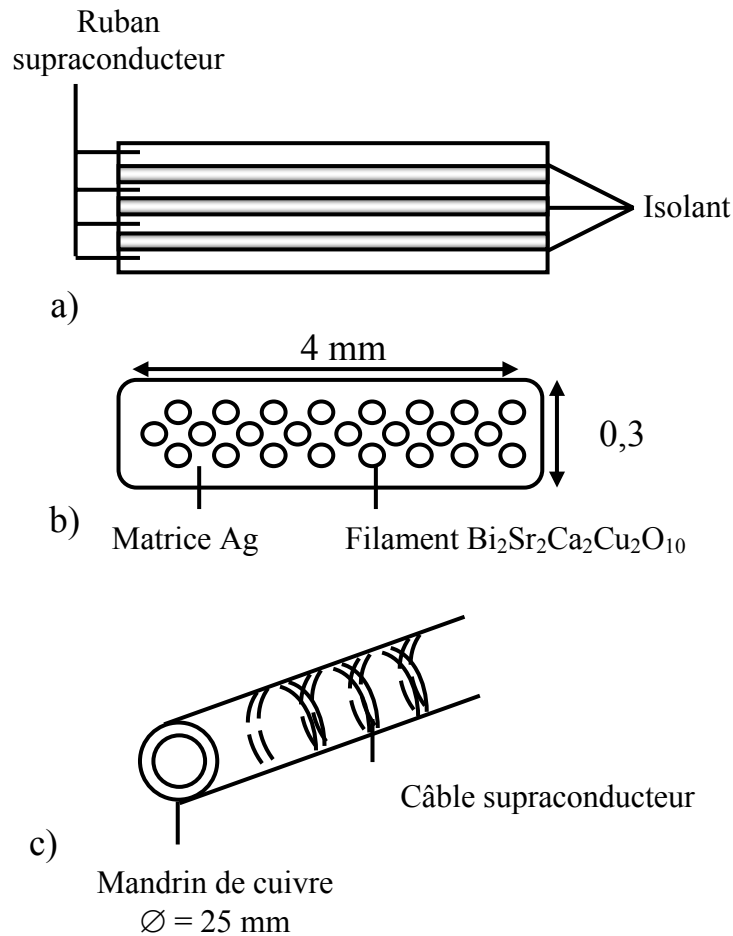 Ruban
supraconducteur
Isolant
a)
4 mm
0,3
b)
Matrice Ag
Filament Bi₂Sr₂Ca₂Cu₂O₁₀
Câble supraconducteur
c)
Mandrin de cuivre
∅ = 25 mm